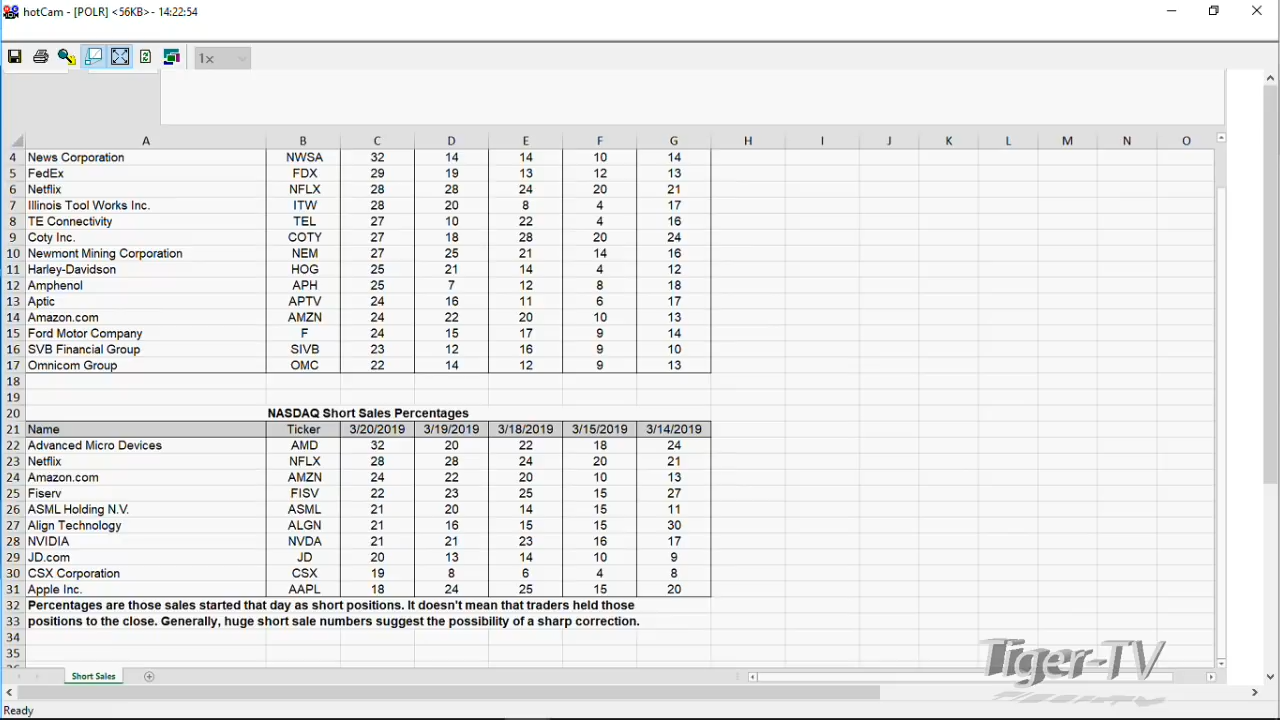 hotCam - [POLR] <56KB>- 14:22:54
1x
A B C D E F G H I J K L M N O
4 News Corporation NWSA 32 14 14 10 14
5 FedEx FDX 29 19 13 12 13
6 Netflix NFLX 28 28 24 20 21
7 Illinois Tool Works Inc. ITW 28 20 8 4 17
8 TE Connectivity TEL 27 10 22 4 16
9 Coty Inc. COTY 27 18 28 20 24
10 Newmont Mining Corporation NEM 27 25 21 14 16
11 Harley-Davidson HOG 25 21 14 4 12
12 Amphenol APH 25 7 12 8 18
13 Aptic APTV 24 16 11 6 17
14 Amazon.com AMZN 24 22 20 10 13
15 Ford Motor Company F 24 15 17 9 14
16 SVB Financial Group SIVB 23 12 16 9 10
17 Omnicom Group OMC 22 14 12 9 13
18
19
20 NASDAQ Short Sales Percentages
21 Name Ticker 3/20/2019 3/19/2019 3/18/2019 3/15/2019 3/14/2019
22 Advanced Micro Devices AMD 32 20 22 18 24
23 Netflix NFLX 28 28 24 20 21
24 Amazon.com AMZN 24 22 20 10 13
25 Fiserv FISV 22 23 25 15 27
26 ASML Holding N.V. ASML 21 20 14 15 11
27 Align Technology ALGN 21 16 15 15 30
28 NVIDIA NVDA 21 21 23 16 17
29 JD.com JD 20 13 14 10 9
30 CSX Corporation CSX 19 8 6 4 8
31 Apple Inc. AAPL 18 24 25 15 20
32 Percentages are those sales started that day as short positions. It doesn't mean that traders held those
33 positions to the close. Generally, huge short sale numbers suggest the possibility of a sharp correction.
34
35
Tiger-TV
Short Sales
Ready